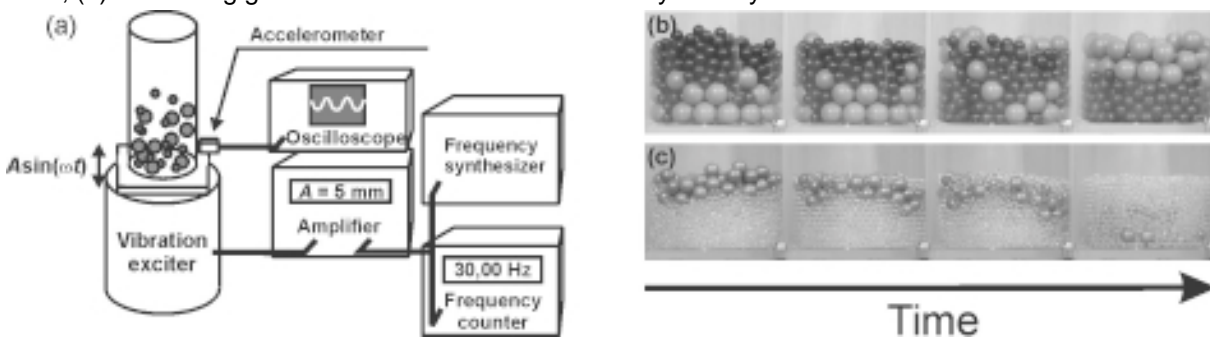 (a)
Accelerometer
Oscilloscope
Asin(ωt)
A = 5 mm
Amplifier
Vibration
exciter
Frequency
synthesizer
30,00 Hz
Frequency
counter
(b)
(c)
Time